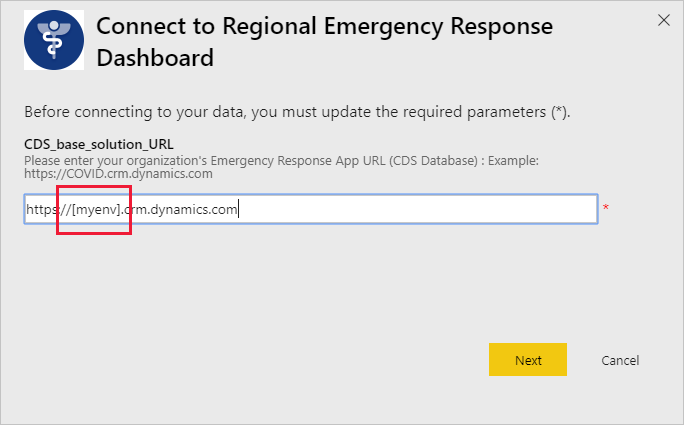 Connect to Regional Emergency Response
Dashboard
Before connecting to your data, you must update the required parameters (*).
CDS_base_solution_URL
Please enter your organization's Emergency Response App URL (CDS Database) : Example:
https://COVID.crm.dynamics.com
https://[myenv].crm.dynamics.com
*
Next
Cancel